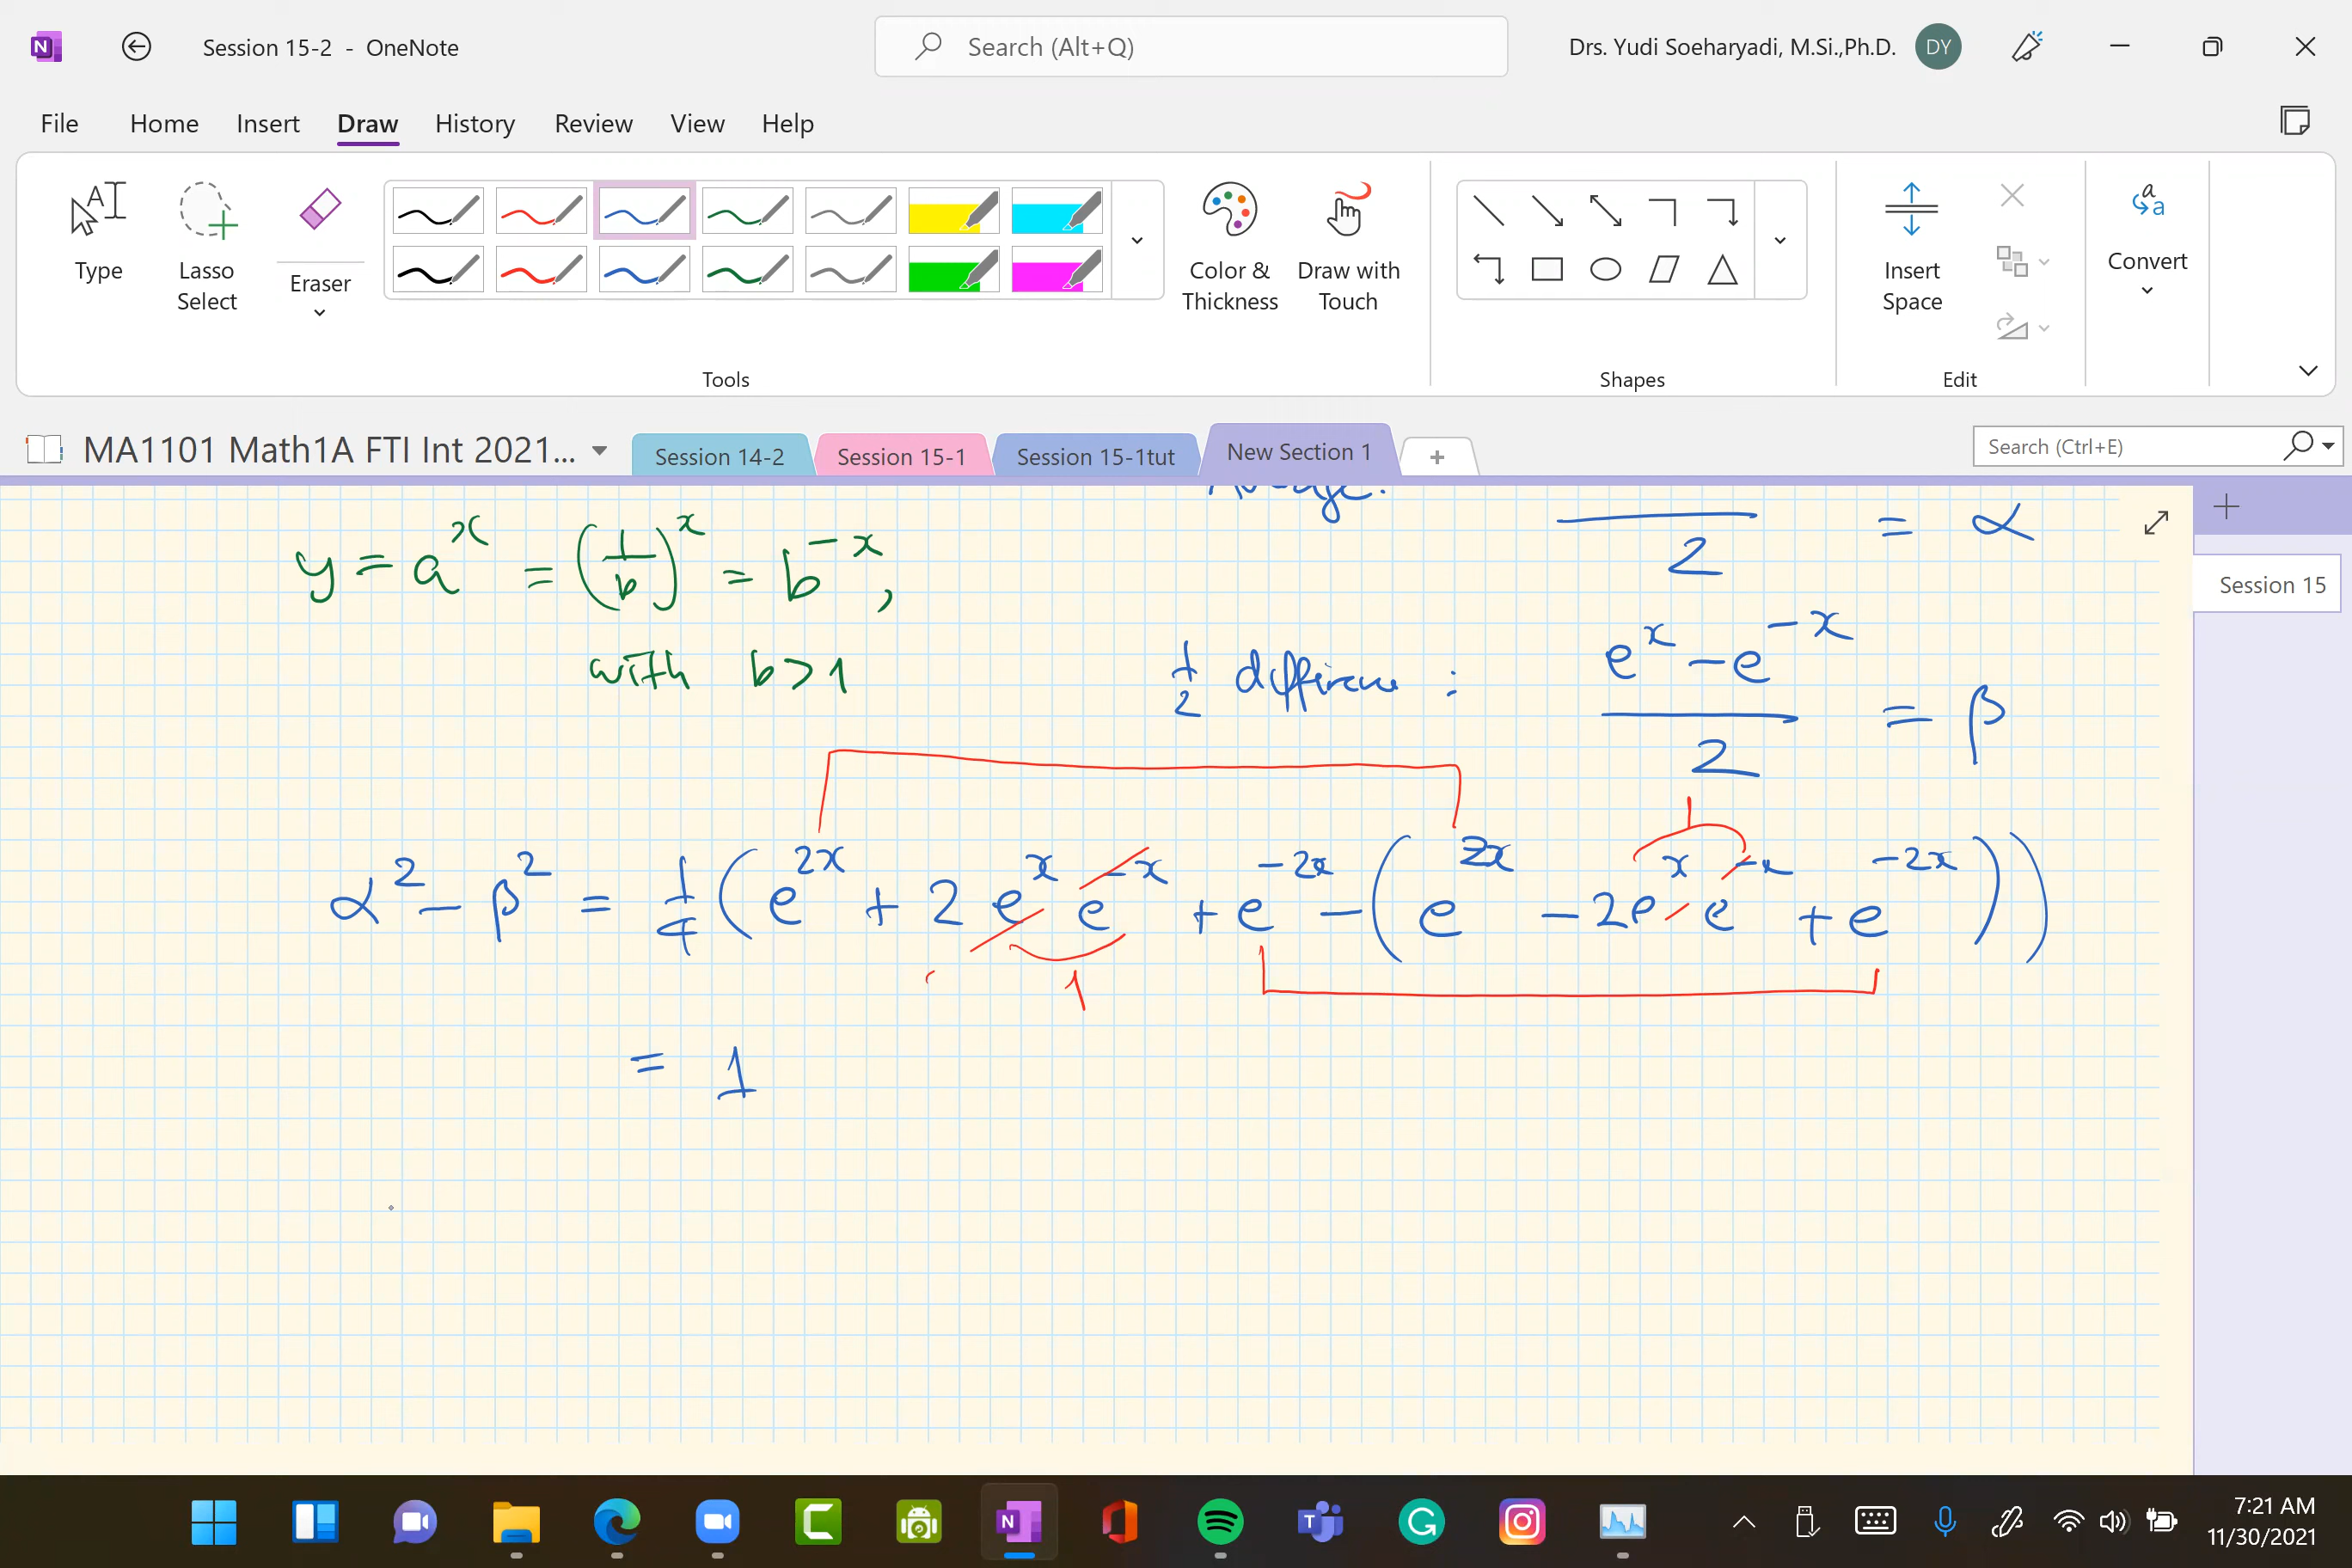 Session 15-2 - OneNote
Search (Alt+Q)
Drs. Yudi Soeharyadi, M.Si.,Ph.D.
DY
File Home Insert Draw History Review View Help
Type
Lasso Select
Eraser
Color & Thickness
Draw with Touch
Insert Space
Convert
Tools
Shapes
Edit
MA1101 Math1A FTI Int 2021...
Session 14-2
Session 15-1
Session 15-1tut
New Section 1
Search (Ctrl+E)
Session 15
2 = α
y = a^x = (1/b)^x = b^-x,
with b > 1
1/2 : (e^x - e^-x)/2 = β
α^2 - β^2 = 1/4 (e^2x + 2 e^x e^-x + e^-2x - (e^2x - 2e^x e^-x + e^-2x))
1
1
= 1
7:21 AM
11/30/2021